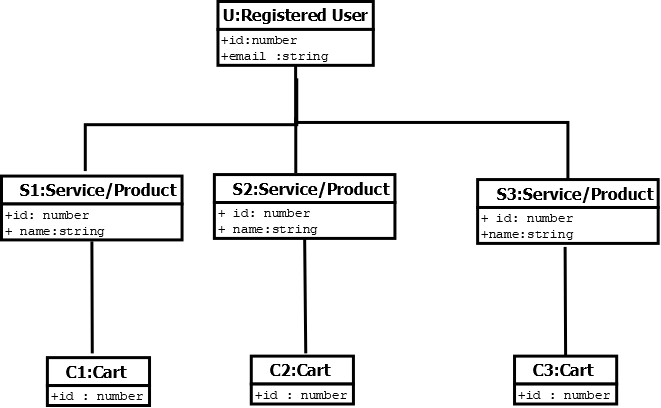 U:Registered User
+id:number
+email :string
S1:Service/Product
+id: number
+ name:string
S2:Service/Product
+ id: number
+ name:string
S3:Service/Product
+ id: number
+name:string
C1:Cart
+id : number
C2:Cart
+id : number
C3:Cart
+id : number